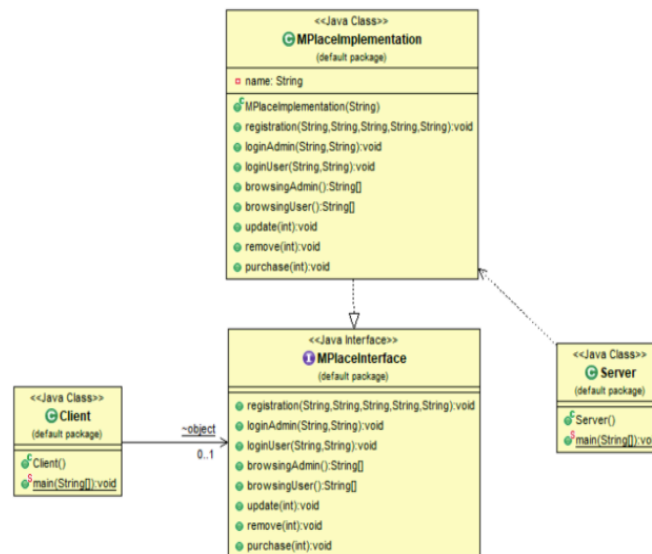 <<Java Class>>
MPlaceImplementation
(default package)
name: String
MPlaceImplementation(String)
registration(String,String,String,String,String):void
loginAdmin(String,String):void
loginUser(String,String):void
browsingAdmin():String[]
browsingUser():String[]
update(int):void
remove(int):void
purchase(int):void
<<Java Interface>>
MPlaceInterface
(default package)
registration(String,String,String,String,String):void
loginAdmin(String,String):void
loginUser(String,String):void
browsingAdmin():String[]
browsingUser():String[]
update(int):void
remove(int):void
purchase(int):void
<<Java Class>>
Server
(default package)
Server()
main(String[]):void
<<Java Class>>
Client
(default package)
Client()
main(String[]):void
~object
0..1